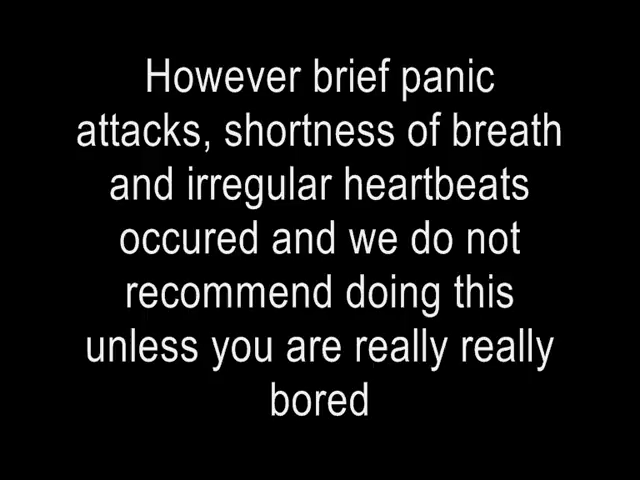 However brief panic
attacks, shortness of breath
and irregular heartbeats
occured and we do not
recommend doing this
unless you are really really
bored